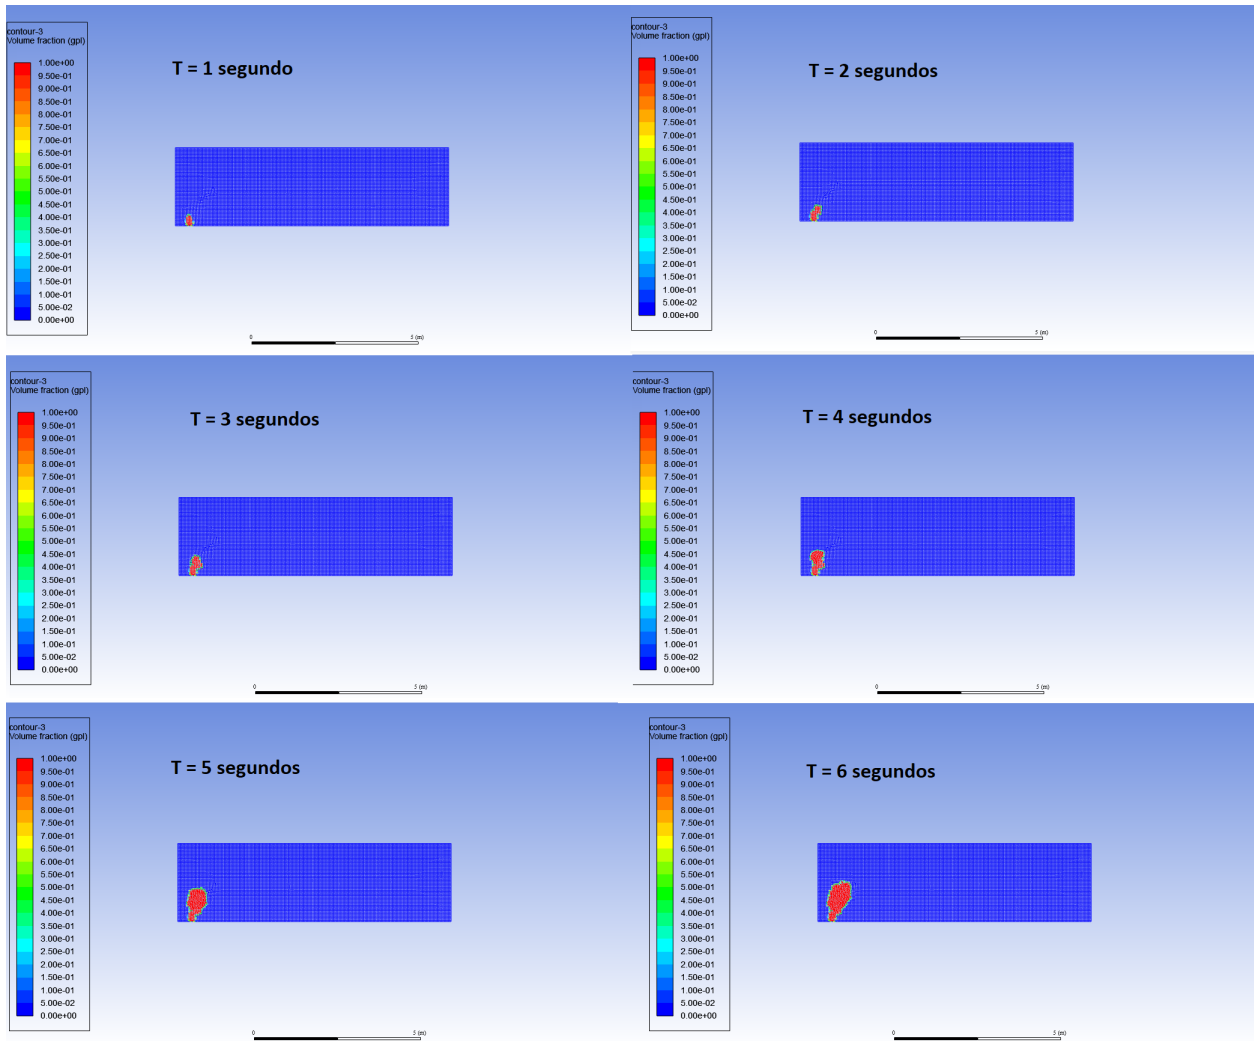 contour-3
Volume fraction (gpl)
1.00e+00
9.50e-01
9.00e-01
8.50e-01
8.00e-01
7.50e-01
7.00e-01
6.50e-01
6.00e-01
5.50e-01
5.00e-01
4.50e-01
4.00e-01
3.50e-01
3.00e-01
2.50e-01
2.00e-01
1.50e-01
1.00e-01
5.00e-02
0.00e+00
T = 1 segundo
0 5 (m)
contour-3
Volume fraction (gpl)
1.00e+00
9.50e-01
9.00e-01
8.50e-01
8.00e-01
7.50e-01
7.00e-01
6.50e-01
6.00e-01
5.50e-01
5.00e-01
4.50e-01
4.00e-01
3.50e-01
3.00e-01
2.50e-01
2.00e-01
1.50e-01
1.00e-01
5.00e-02
0.00e+00
T = 2 segundos
0 5 (m)
contour-3
Volume fraction (gpl)
1.00e+00
9.50e-01
9.00e-01
8.50e-01
8.00e-01
7.50e-01
7.00e-01
6.50e-01
6.00e-01
5.50e-01
5.00e-01
4.50e-01
4.00e-01
3.50e-01
3.00e-01
2.50e-01
2.00e-01
1.50e-01
1.00e-01
5.00e-02
0.00e+00
T = 3 segundos
0 5 (m)
contour-3
Volume fraction (gpl)
1.00e+00
9.50e-01
9.00e-01
8.50e-01
8.00e-01
7.50e-01
7.00e-01
6.50e-01
6.00e-01
5.50e-01
5.00e-01
4.50e-01
4.00e-01
3.50e-01
3.00e-01
2.50e-01
2.00e-01
1.50e-01
1.00e-01
5.00e-02
0.00e+00
T = 4 segundos
0 5 (m)
contour-3
Volume fraction (gpl)
1.00e+00
9.50e-01
9.00e-01
8.50e-01
8.00e-01
7.50e-01
7.00e-01
6.50e-01
6.00e-01
5.50e-01
5.00e-01
4.50e-01
4.00e-01
3.50e-01
3.00e-01
2.50e-01
2.00e-01
1.50e-01
1.00e-01
5.00e-02
0.00e+00
T = 5 segundos
0 5 (m)
contour-3
Volume fraction (gpl)
1.00e+00
9.50e-01
9.00e-01
8.50e-01
8.00e-01
7.50e-01
7.00e-01
6.50e-01
6.00e-01
5.50e-01
5.00e-01
4.50e-01
4.00e-01
3.50e-01
3.00e-01
2.50e-01
2.00e-01
1.50e-01
1.00e-01
5.00e-02
0.00e+00
T = 6 segundos
0 5 (m)